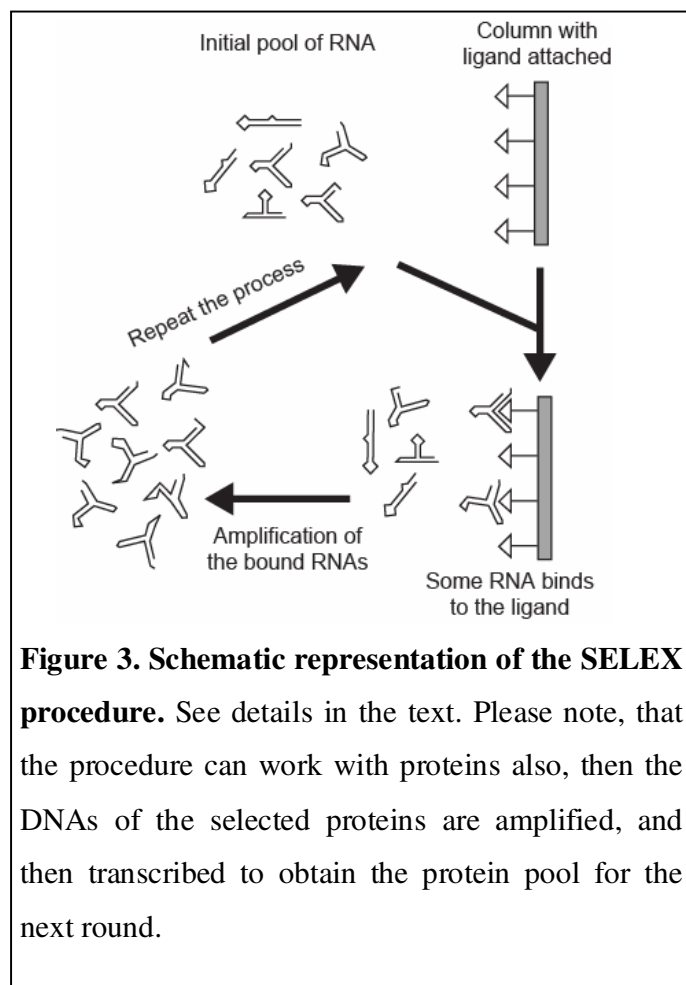 Initial pool of RNA
Column with
ligand attached
Repeat the process
Amplification of
the bound RNAs
Some RNA binds
to the ligand
Figure 3. Schematic representation of the SELEX
procedure. See details in the text. Please note, that
the procedure can work with proteins also, then the
DNAs of the selected proteins are amplified, and
then transcribed to obtain the protein pool for the
next round.